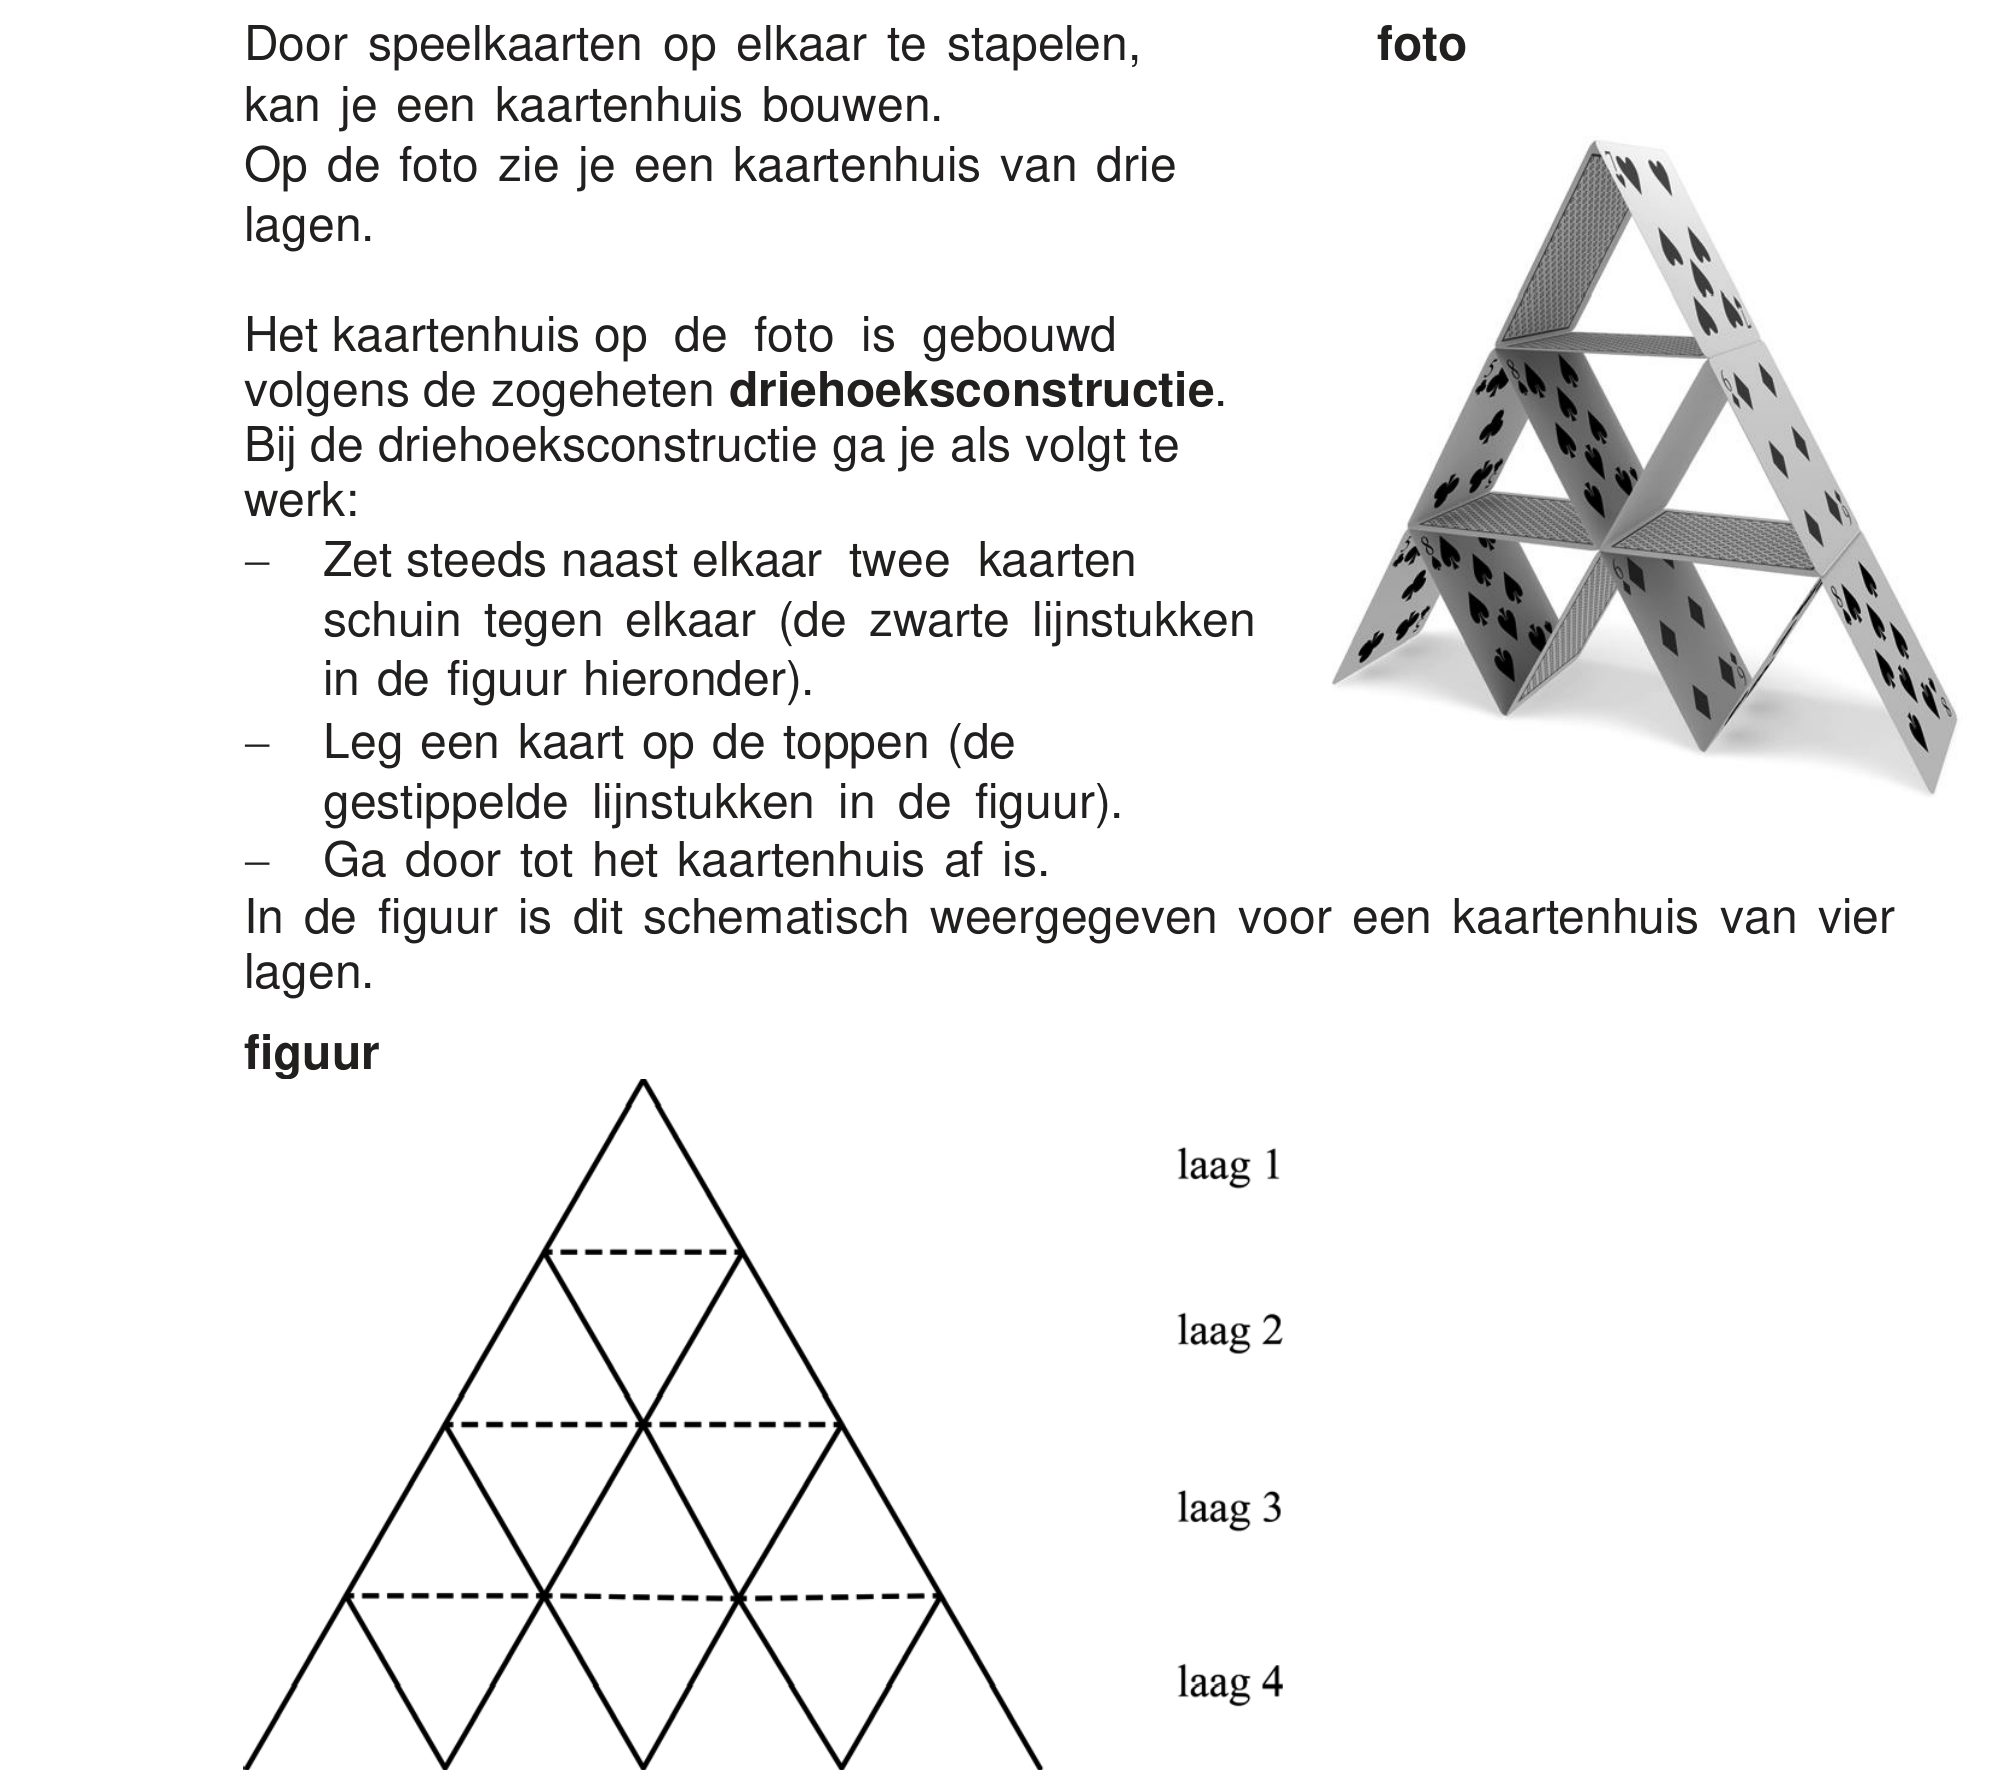 Door speelkaarten op elkaar te stapelen,
kan je een kaartenhuis bouwen.
Op de foto zie je een kaartenhuis van drie
lagen.
foto
Het kaartenhuis op de foto is gebouwd
volgens de zogeheten driehoeksconstructie.
Bij de driehoeksconstructie ga je als volgt te
werk:
– Zet steeds naast elkaar twee kaarten
schuin tegen elkaar (de zwarte lijnstukken
in de figuur hieronder).
– Leg een kaart op de toppen (de
gestippelde lijnstukken in de figuur).
– Ga door tot het kaartenhuis af is.
In de figuur is dit schematisch weergegeven voor een kaartenhuis van vier
lagen.
figuur
laag 1
laag 2
laag 3
laag 4